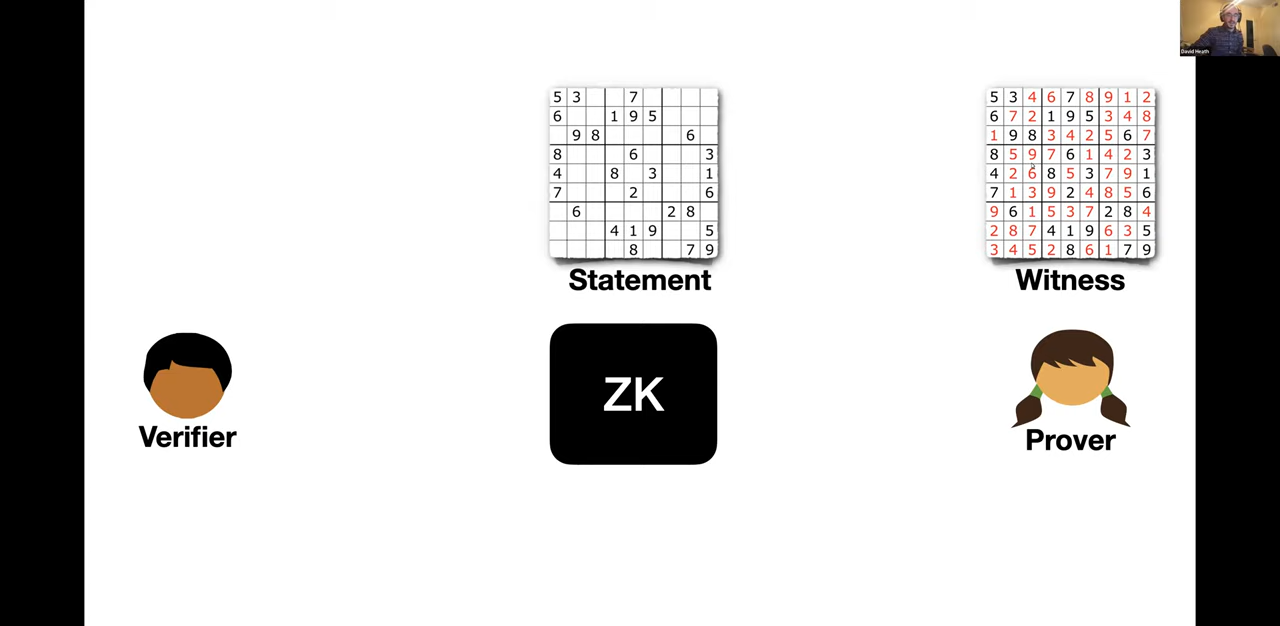 David Heath
5 3 7
6 1 9 5
9 8 6
8 6 3
4 8 3 1
7 2 6
6 2 8
4 1 9 5
8 7 9
Statement
5 3 4 6 7 8 9 1 2
6 7 2 1 9 5 3 4 8
1 9 8 3 4 2 5 6 7
8 5 9 7 6 1 4 2 3
4 2 6 8 5 3 7 9 1
7 1 3 9 2 4 8 5 6
9 6 1 5 3 7 2 8 4
2 8 7 4 1 9 6 3 5
3 4 5 2 8 6 1 7 9
Witness
Verifier
ZK
Prover